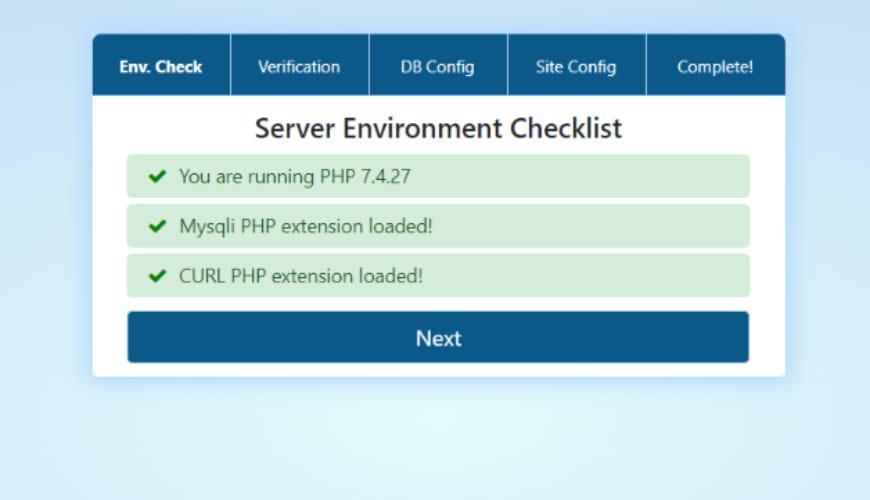 Env. Check
Verification
DB Config
Site Config
Complete!
Server Environment Checklist
You are running PHP 7.4.27
Mysqli PHP extension loaded!
CURL PHP extension loaded!
Next